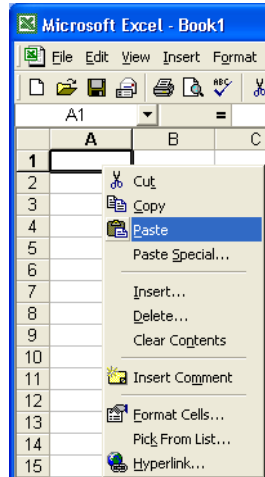 Microsoft Excel - Book1
File Edit View Insert Format
ABC
A1 =
A B C
1
2 Cut
3 Copy
4 Paste
5 Paste Special...
6
7 Insert...
8 Delete...
9 Clear Contents
10
11 Insert Comment
12
13 Format Cells...
14 Pick From List...
15 Hyperlink...